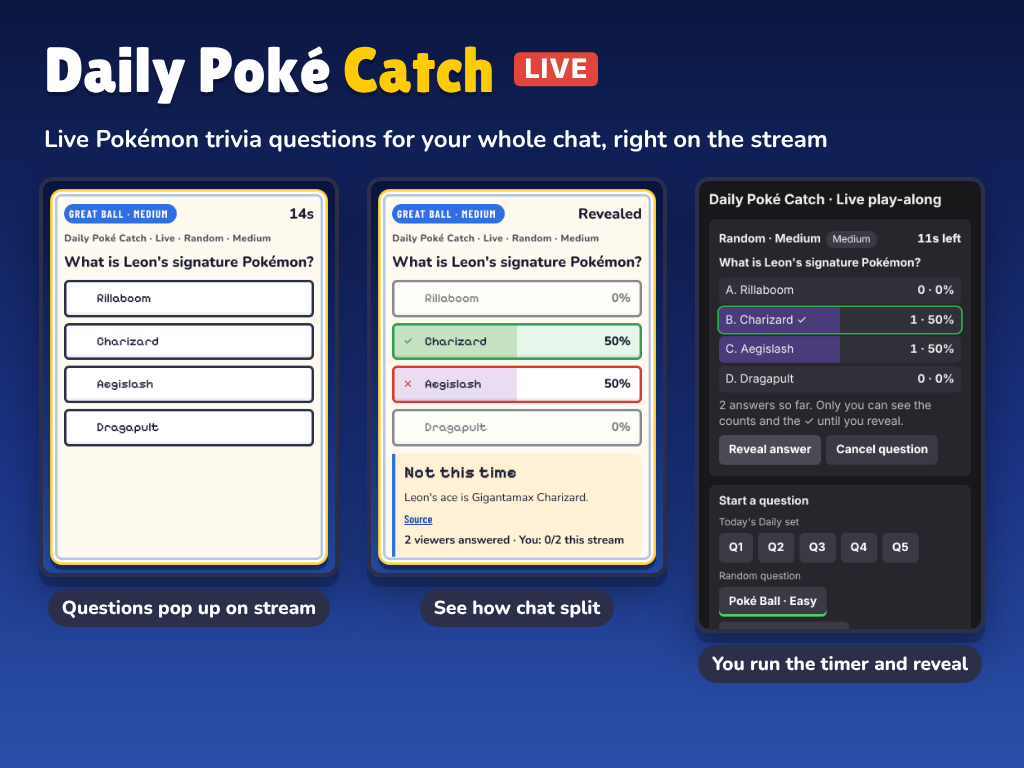 Daily Poké Catch LIVE
Live Pokémon trivia questions for your whole chat, right on the stream
GREAT BALL · MEDIUM 14s
Daily Poké Catch · Live · Random · Medium
What is Leon's signature Pokémon?
Rillaboom
Charizard
Aegislash
Dragapult
Questions pop up on stream
GREAT BALL · MEDIUM Revealed
Daily Poké Catch · Live · Random · Medium
What is Leon's signature Pokémon?
Rillaboom 0%
✓ Charizard 50%
✕ Aegislash 50%
Dragapult 0%
Not this time
Leon's ace is Gigantamax Charizard.
Source
2 viewers answered · You: 0/2 this stream
See how chat split
Daily Poké Catch · Live play-along
Random · Medium Medium 11s left
What is Leon's signature Pokémon?
A. Rillaboom 0 · 0%
B. Charizard ✓ 1 · 50%
C. Aegislash 1 · 50%
D. Dragapult 0 · 0%
2 answers so far. Only you can see the
counts and the ✓ until you reveal.
Reveal answer Cancel question
Start a question
Today's Daily set
Q1 Q2 Q3 Q4 Q5
Random question
Poké Ball · Easy
You run the timer and reveal